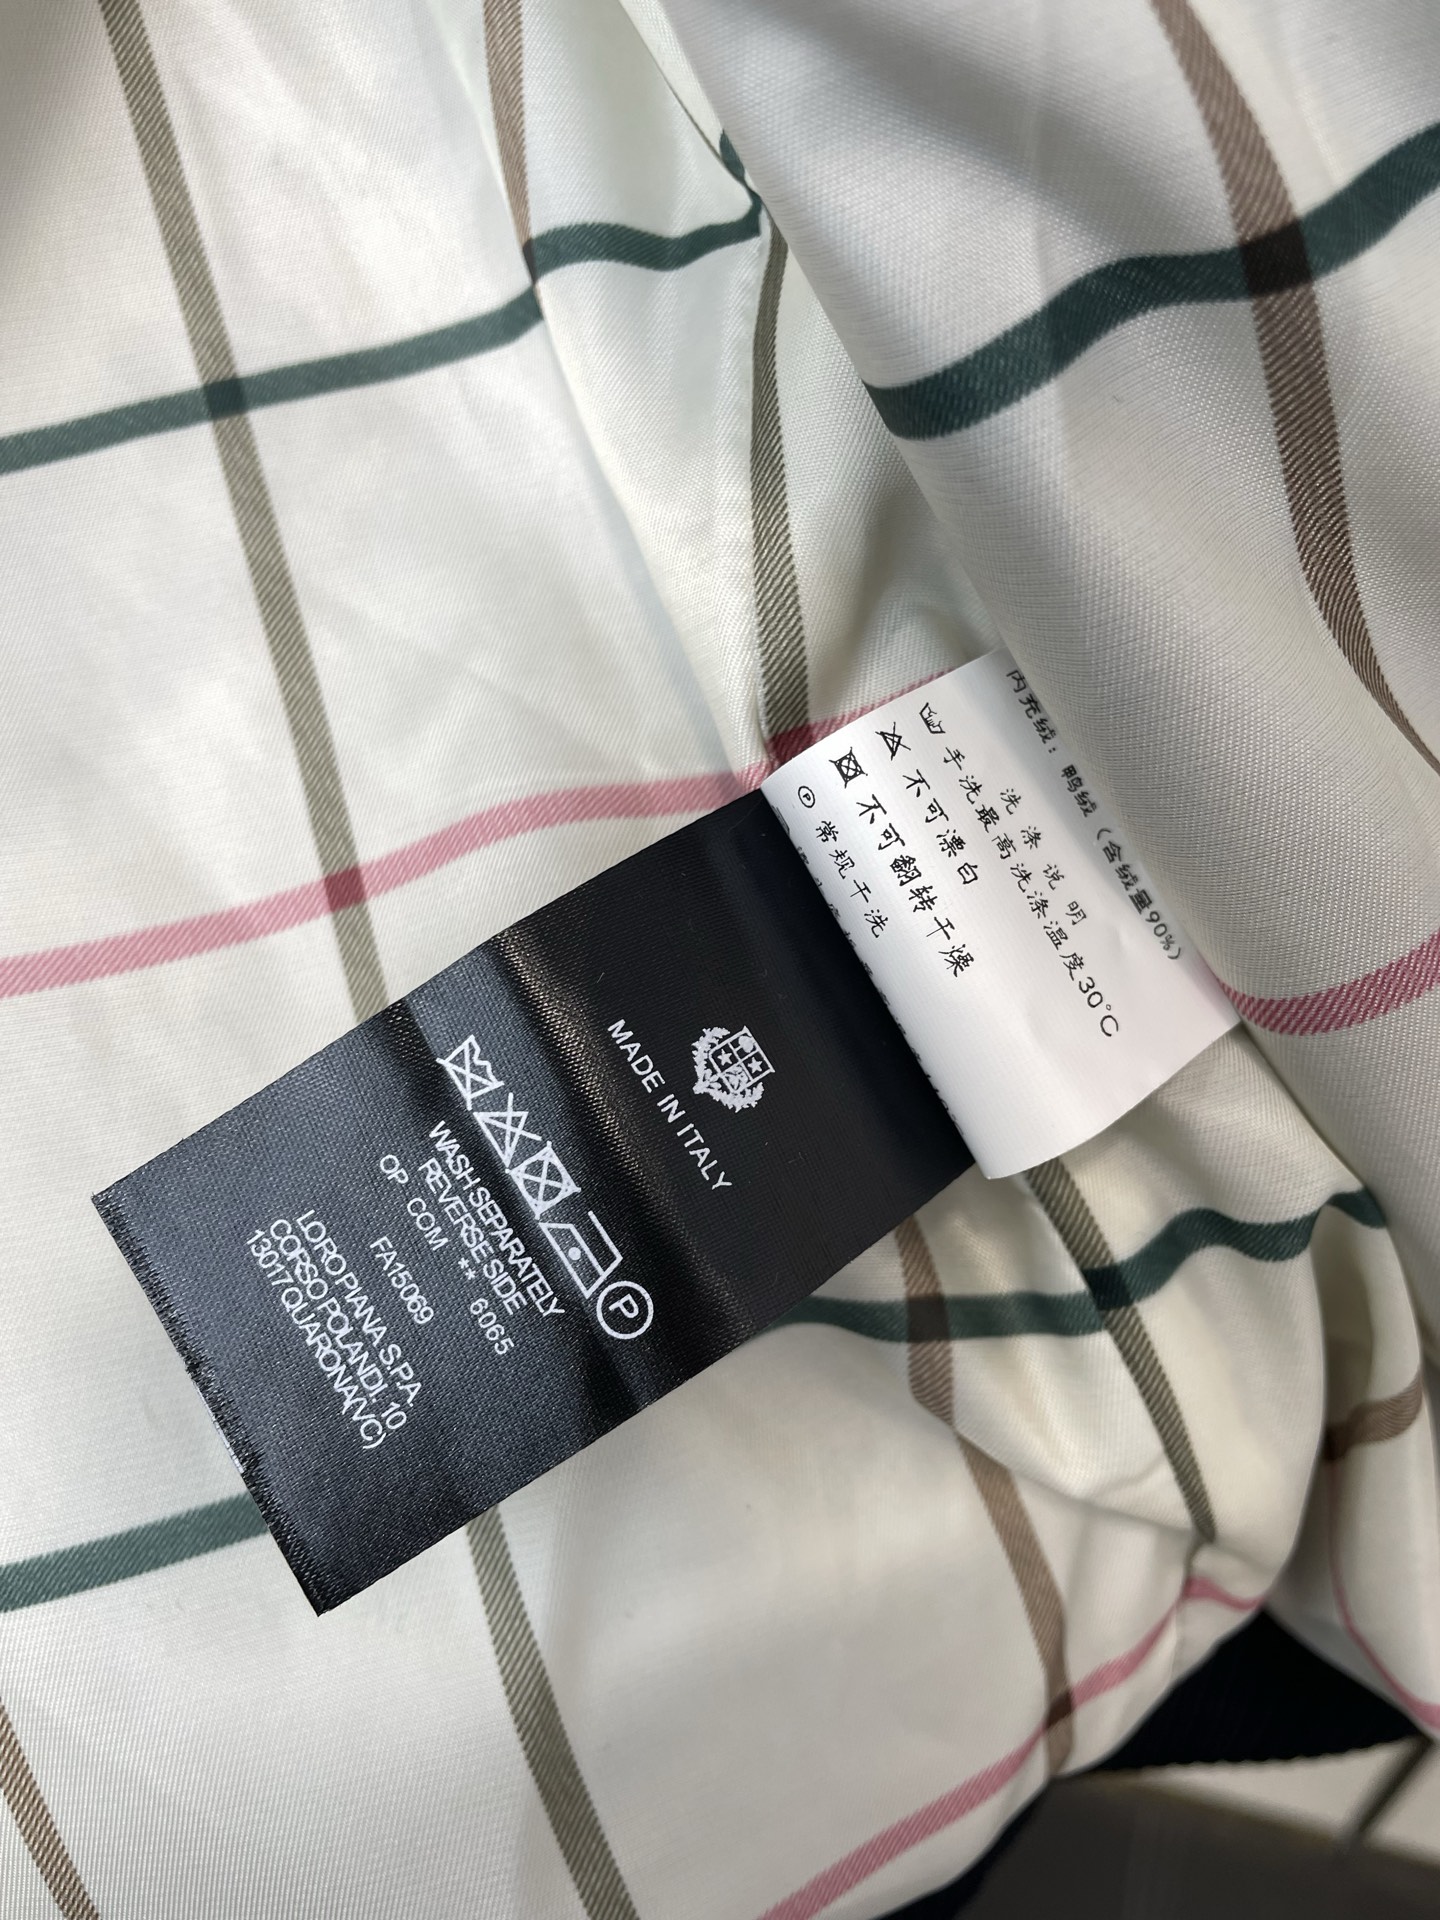 内充绒：鸭绒（含绒量90%）
洗涤说明
手洗最高洗涤温度30℃
不可漂白
不可翻转干燥
常规干洗
MADE IN ITALY
P
WASH SEPARATELY
REVERSE SIDE
OP COM ** 6065
FA15069
LORO PIANA S.P.A.
CORSO POLANDI. 10
13017 QUARONA(VC)